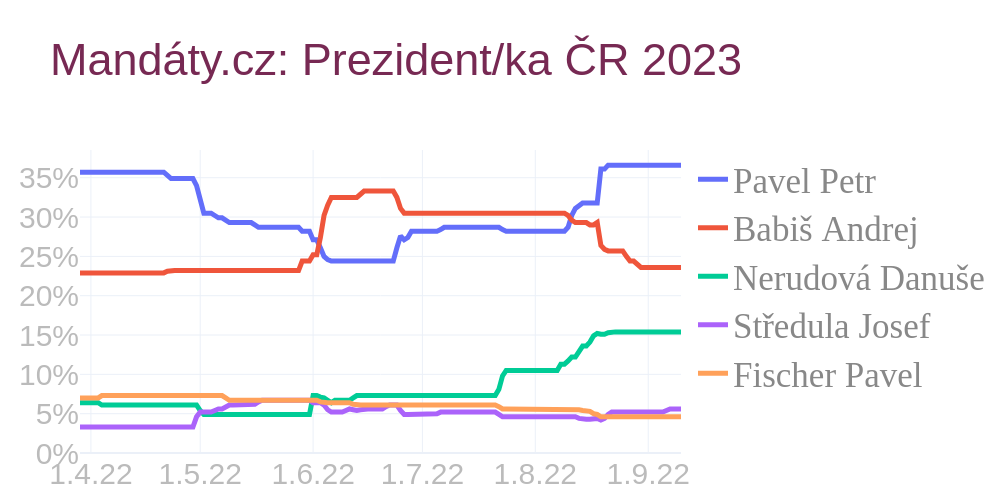 Mandáty.cz: Prezident/ka ČR 2023
35%
30%
25%
20%
15%
10%
5%
0%
1.4.22 1.5.22 1.6.22 1.7.22 1.8.22 1.9.22
Pavel Petr
Babiš Andrej
Nerudová Danuše
Středula Josef
Fischer Pavel